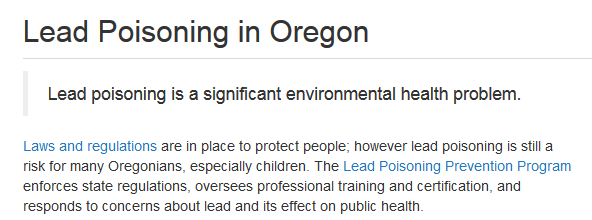 Lead Poisoning in Oregon
Lead poisoning is a significant environmental health problem.
Laws and regulations are in place to protect people; however lead poisoning is still a
risk for many Oregonians, especially children. The Lead Poisoning Prevention Program
enforces state regulations, oversees professional training and certification, and
responds to concerns about lead and its effect on public health.